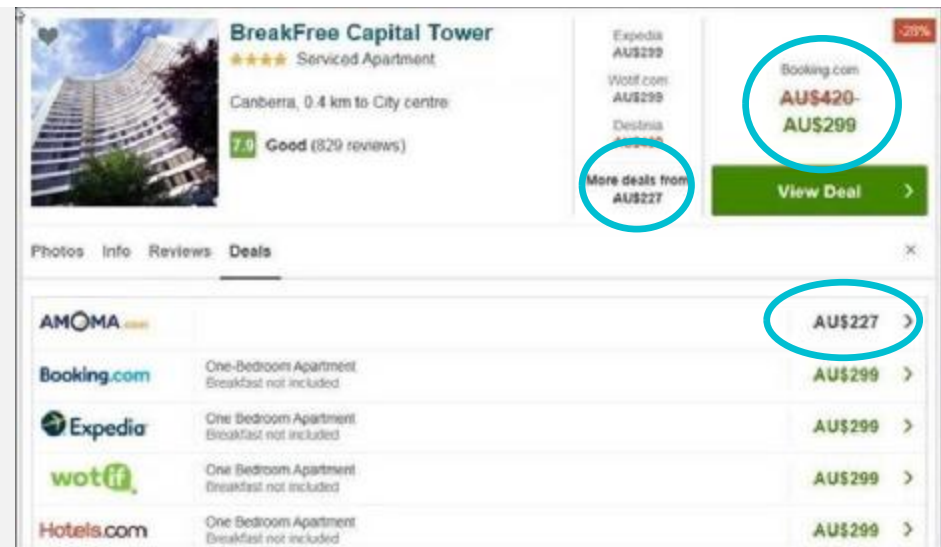 BreakFree Capital Tower
Serviced Apartment
Canberra, 0.4 km to City centre
7.9 Good (829 reviews)
Expedia
AU$299
Wotif.com
AU$299
Destinia
More deals from
AU$227
-28%
Booking.com
AU$420
AU$299
View Deal
Photos Info Reviews Deals
AMOMA.com AU$227
Booking.com One-Bedroom Apartment AU$299
Breakfast not included
Expedia One Bedroom Apartment AU$299
Breakfast not included
wotif. One Bedroom Apartment AU$299
Breakfast not included
Hotels.com One Bedroom Apartment AU$299
Breakfast not included